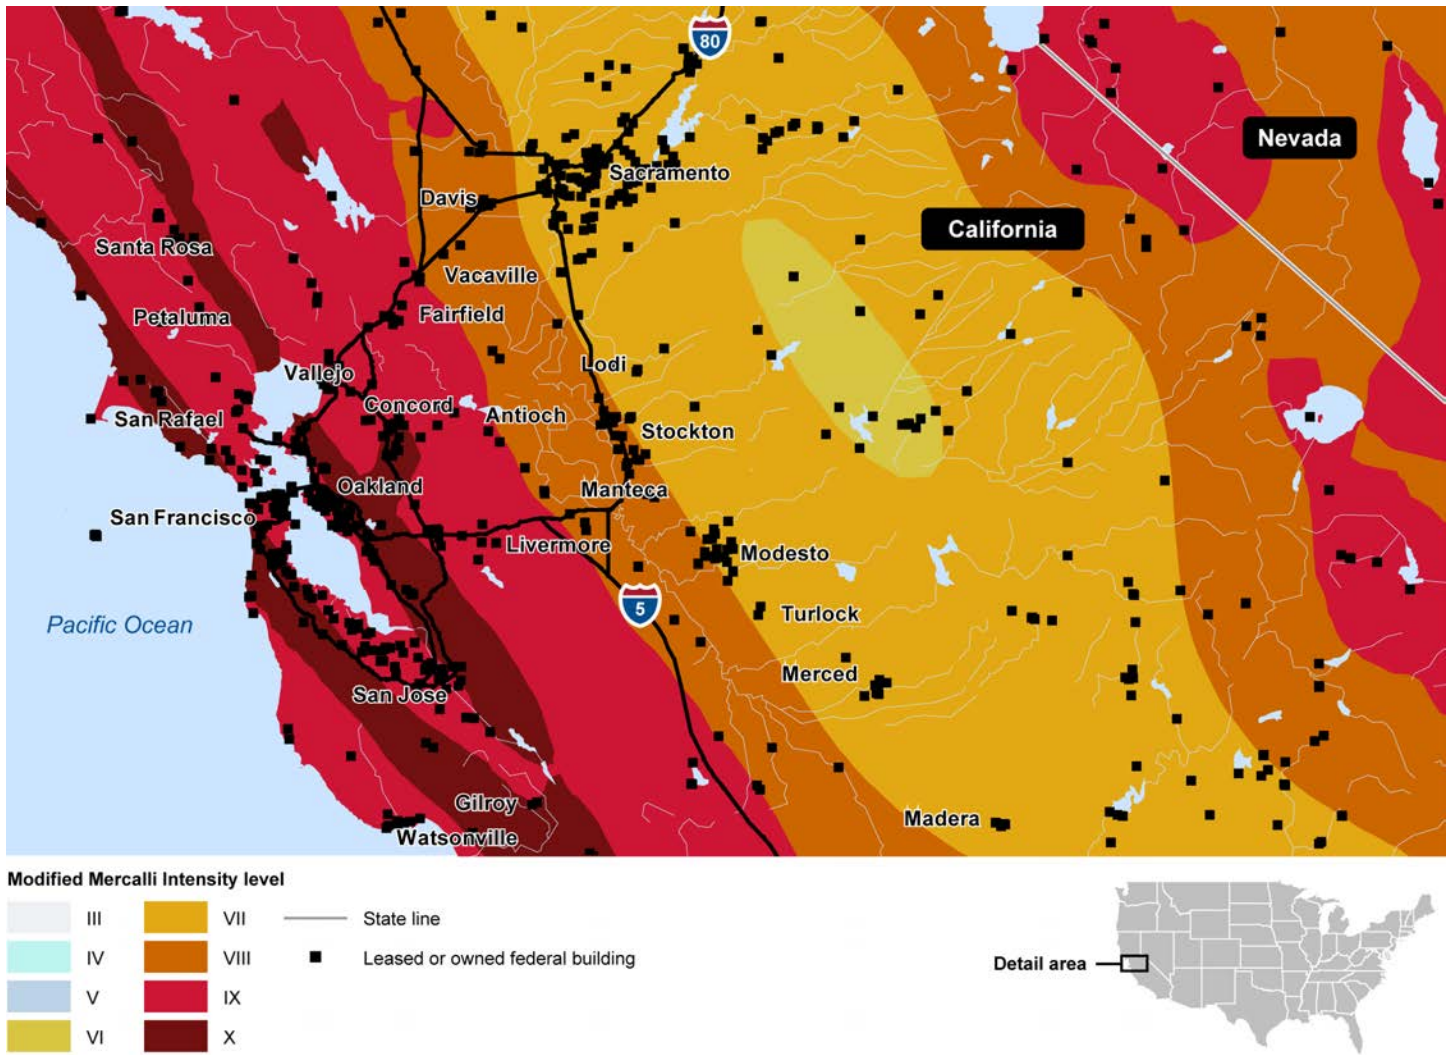 80
Nevada
Sacramento
Davis
California
Santa Rosa
Vacaville
Petaluma
Fairfield
Vallejo
Lodi
Concord
San Rafael
Antioch
Stockton
Oakland
Manteca
San Francisco
Livermore
Modesto
5
Pacific Ocean
Turlock
Merced
San Jose
Gilroy
Madera
Watsonville
Modified Mercalli Intensity level
III
VII
State line
IV
VIII
Leased or owned federal building
Detail area
V
IX
VI
X